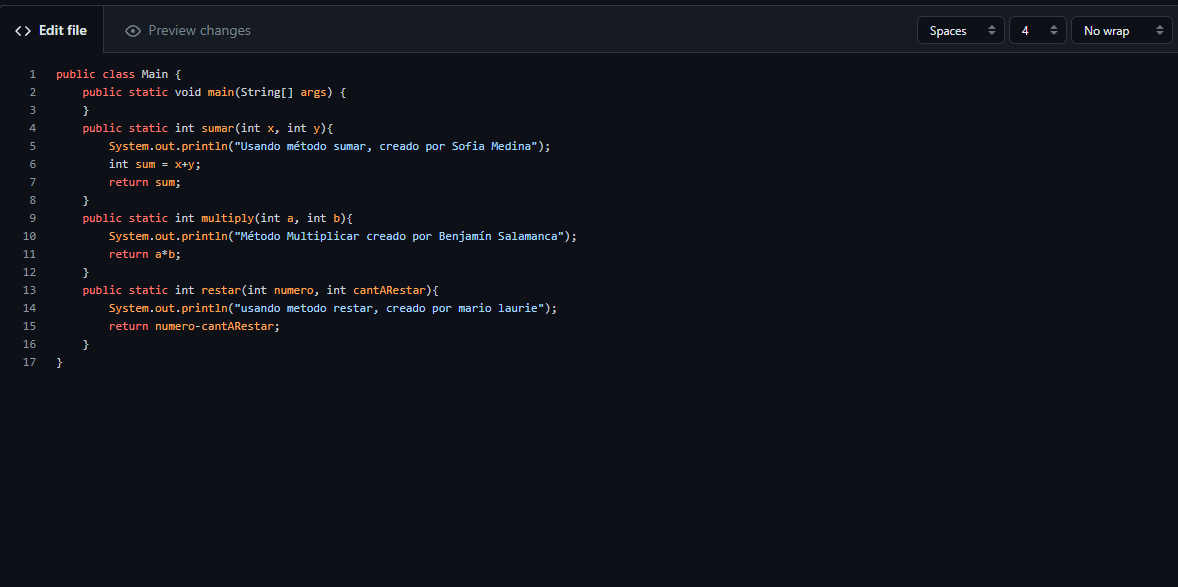 <> Edit file Preview changes Spaces 4 No wrap
1 public class Main {
2     public static void main(String[] args) {
3     }
4     public static int sumar(int x, int y){
5         System.out.println("Usando método sumar, creado por Sofia Medina");
6         int sum = x+y;
7         return sum;
8     }
9     public static int multiply(int a, int b){
10         System.out.println("Método Multiplicar creado por Benjamín Salamanca");
11         return a*b;
12     }
13     public static int restar(int numero, int cantARestar){
14         System.out.println("usando metodo restar, creado por mario laurie");
15         return numero-cantARestar;
16     }
17 }